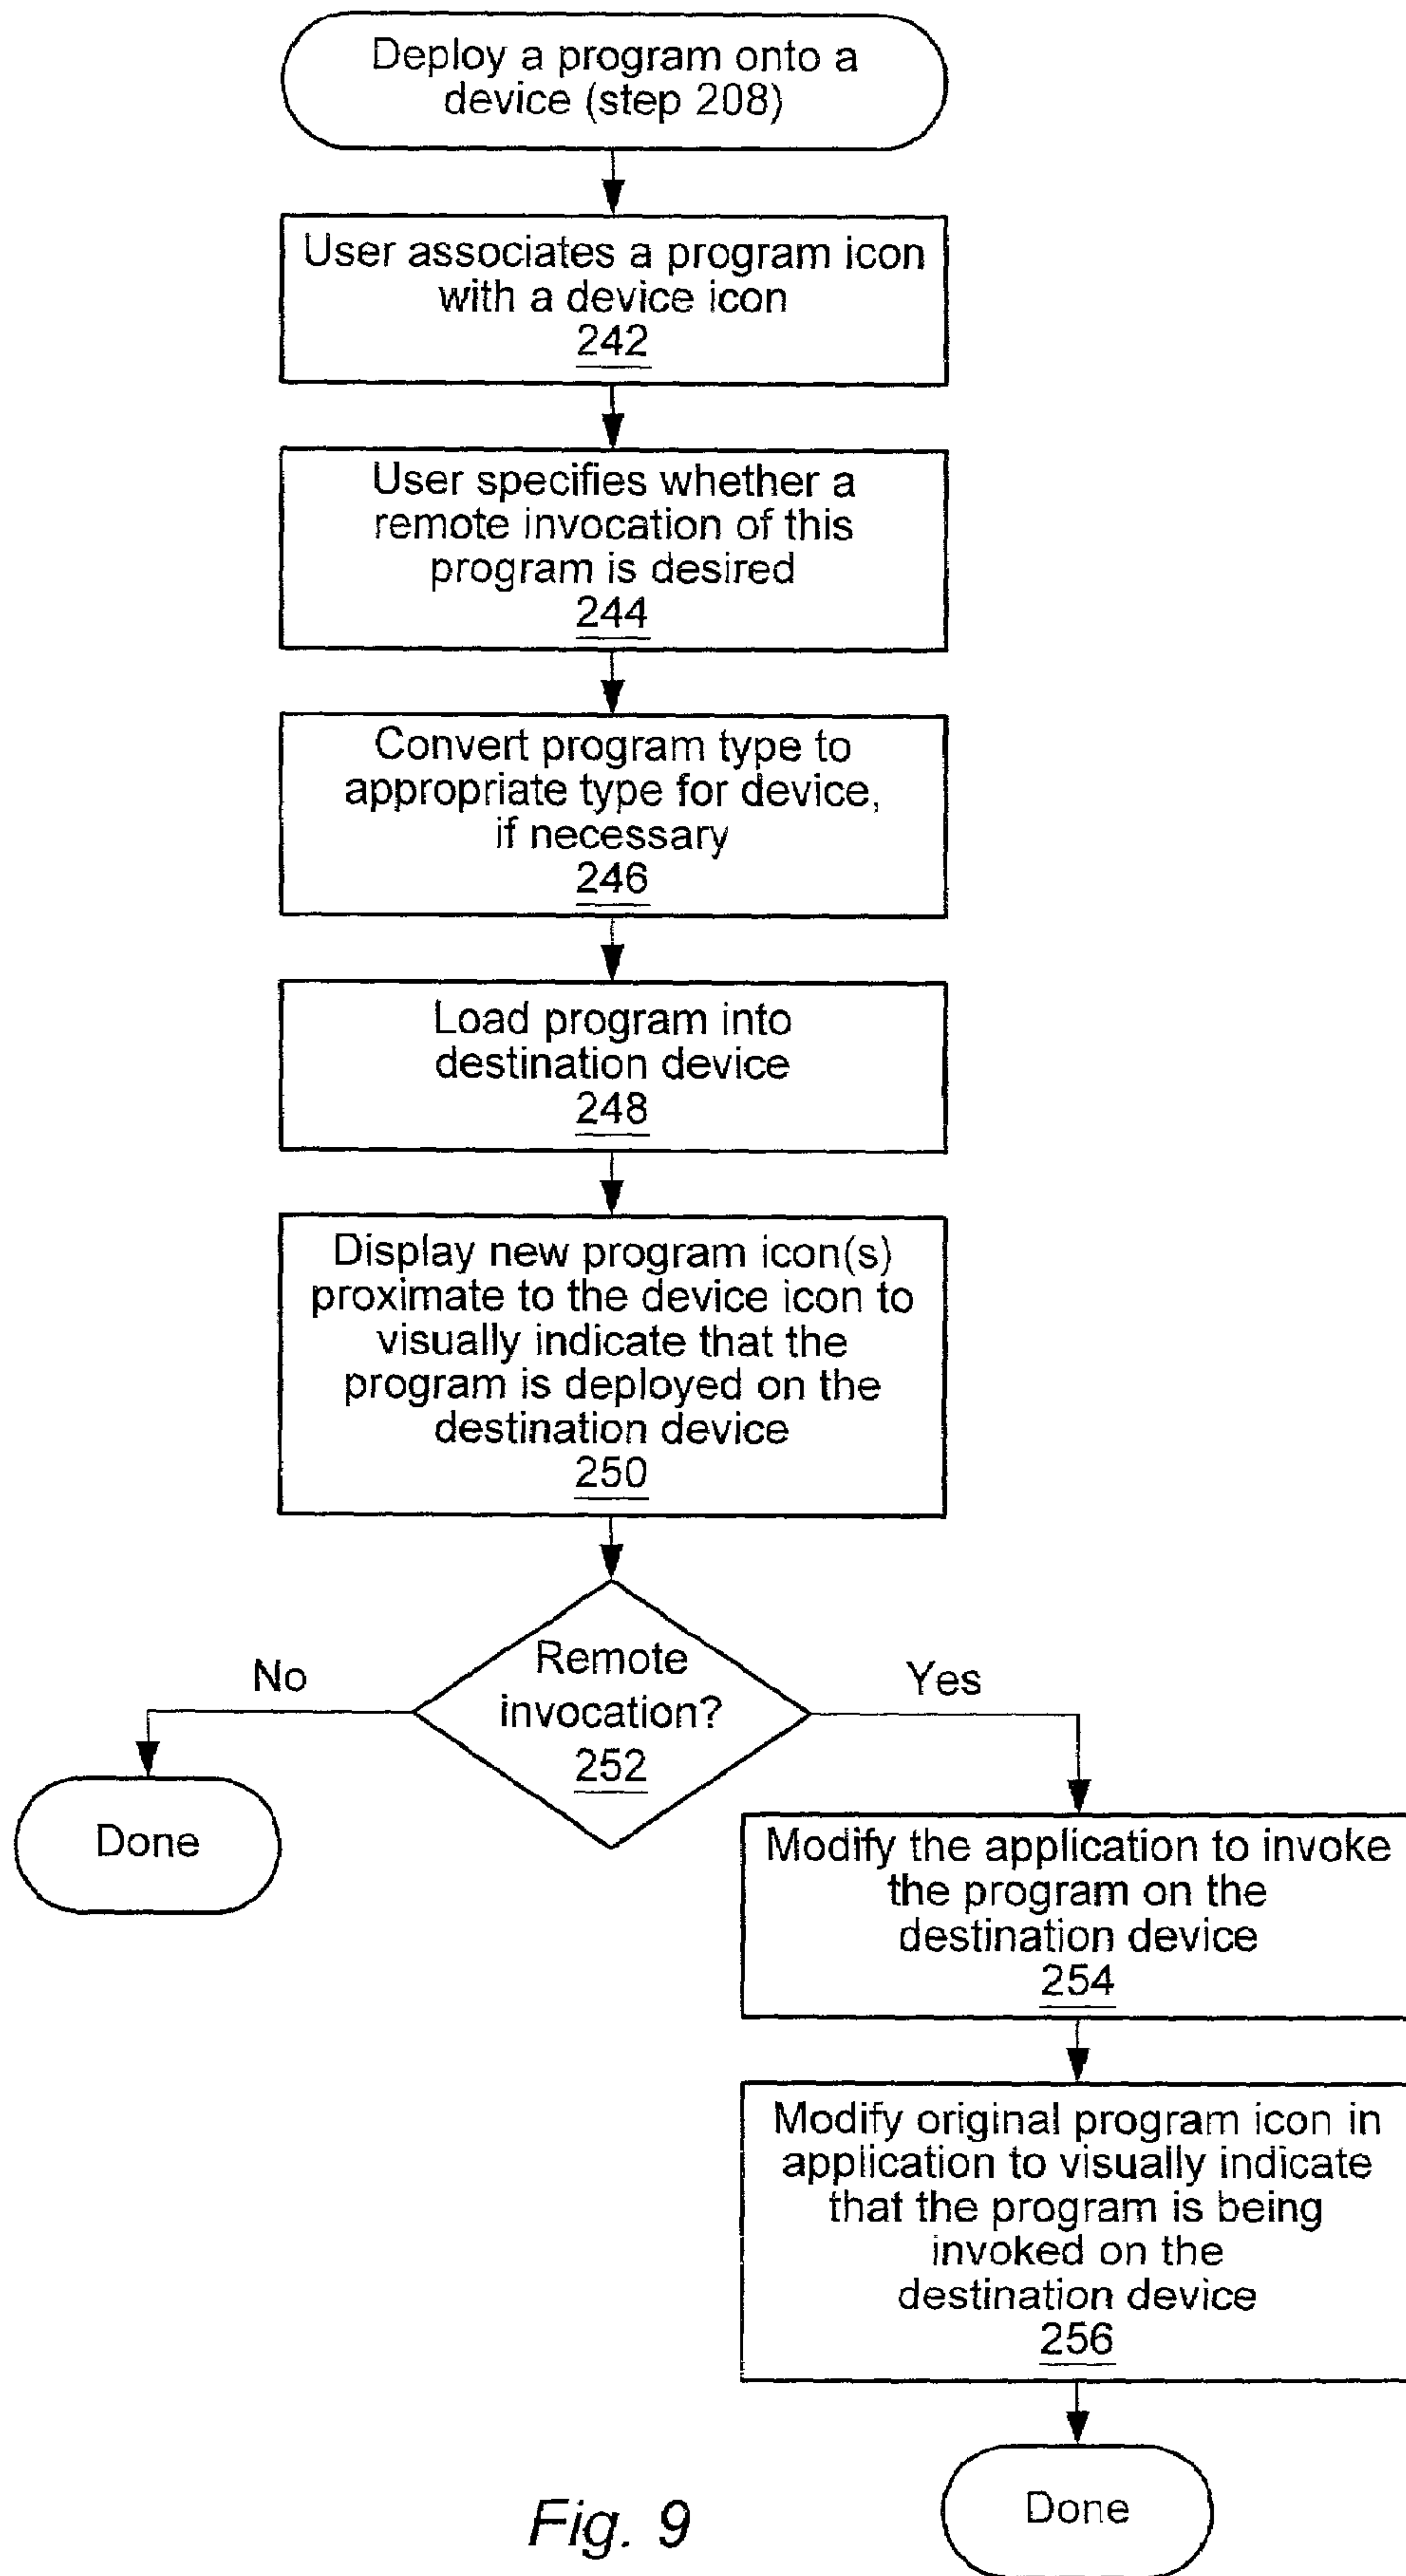 Deploy a program onto a
device (step 208)
User associates a program icon
with a device icon
242
User specifies whether a
remote invocation of this
program is desired
244
Convert program type to
appropriate type for device,
if necessary
246
Load program into
destination device
248
Display new program icon(s)
proximate to the device icon to
visually indicate that the
program is deployed on the
destination device
250
Remote
invocation?
252
No
Yes
Done
Modify the application to invoke
the program on the
destination device
254
Modify original program icon in
application to visually indicate
that the program is being
invoked on the
destination device
256
Done
Fig. 9